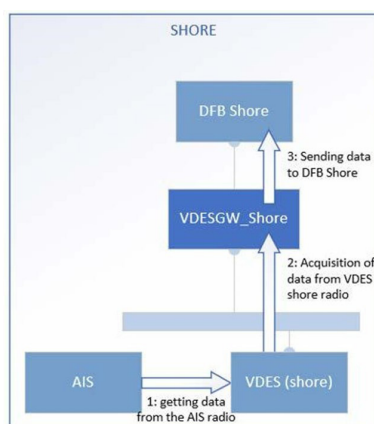 SHORE
DFB Shore
3: Sending data
to DFB Shore
VDESGW_Shore
2: Acquisition of
data from VDES
shore radio
AIS
VDES (shore)
1: getting data
from the AIS radio